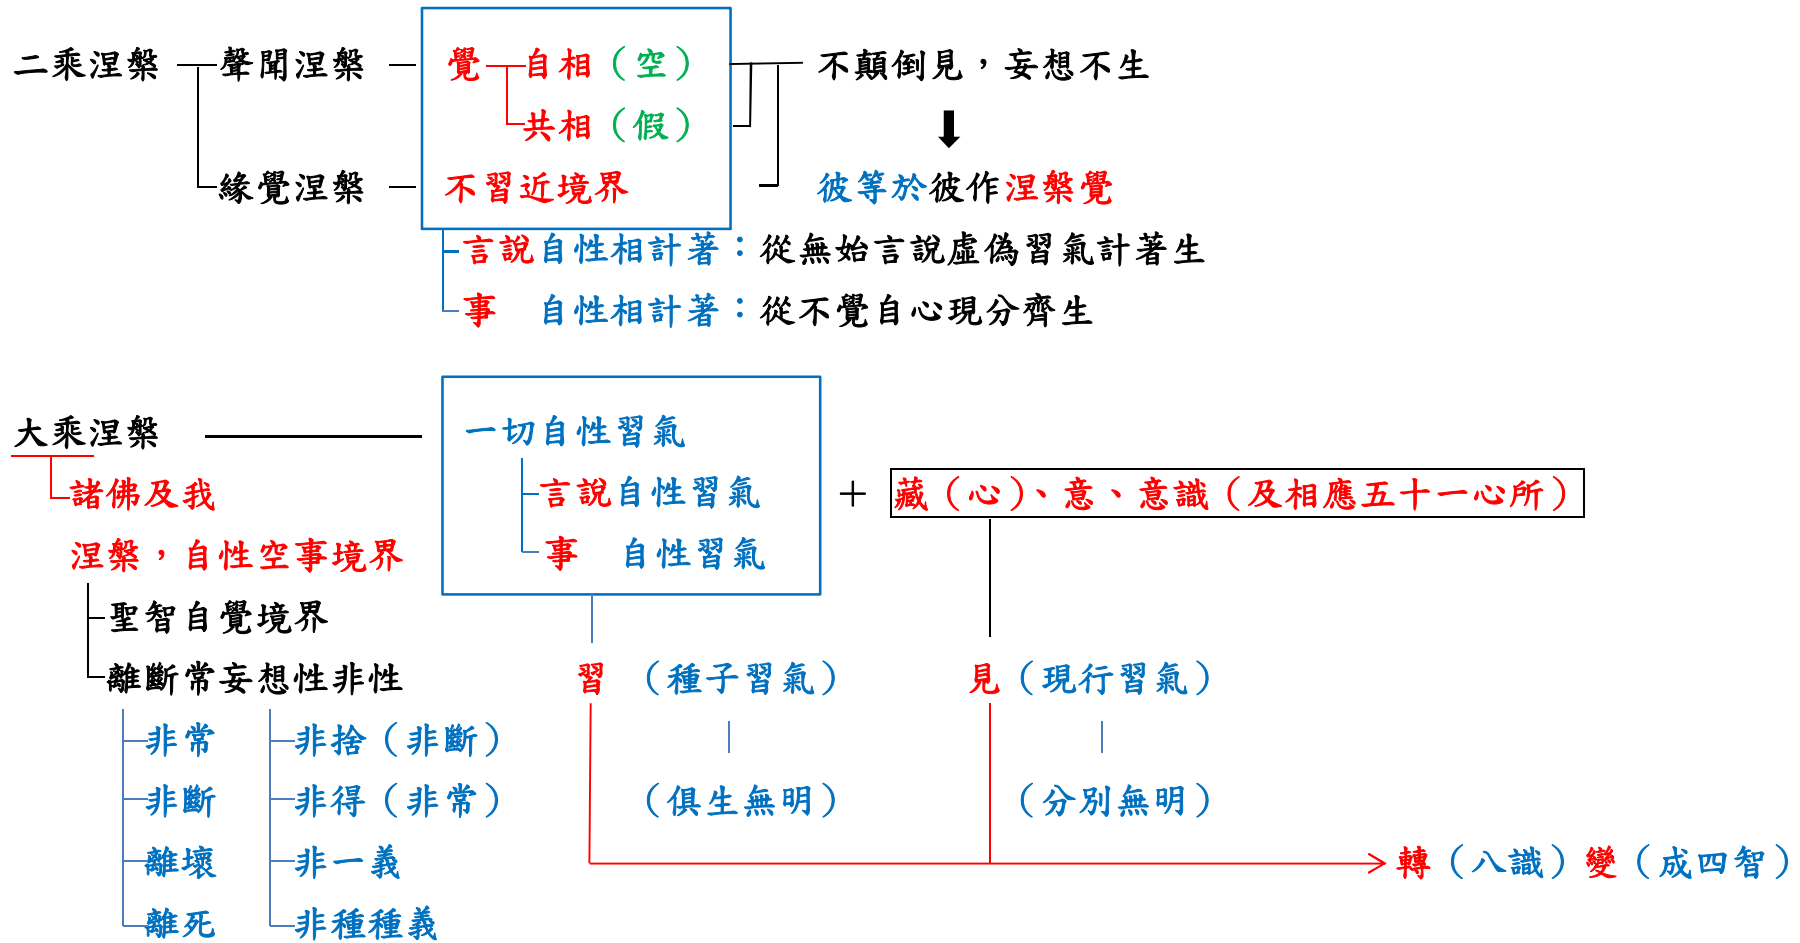 二乘涅槃 聲聞涅槃 覺 自相（空） 不顛倒見，妄想不生
共相（假）
緣覺涅槃 不習近境界 彼等於彼作涅槃覺
言說自性相計著：從無始言說虛偽習氣計著生
事 自性相計著：從不覺自心現分齊生
大乘涅槃 一切自性習氣
諸佛及我 言說自性習氣 ＋ 藏（心）、意、意識（及相應五十一心所）
涅槃，自性空事境界 事 自性習氣
聖智自覺境界
離斷常妄想性非性 習（種子習氣） 見（現行習氣）
非常 非捨（非斷）
非斷 非得（非常） （俱生無明） （分別無明）
離壞 非一義 轉（八識）變（成四智）
離死 非種種義